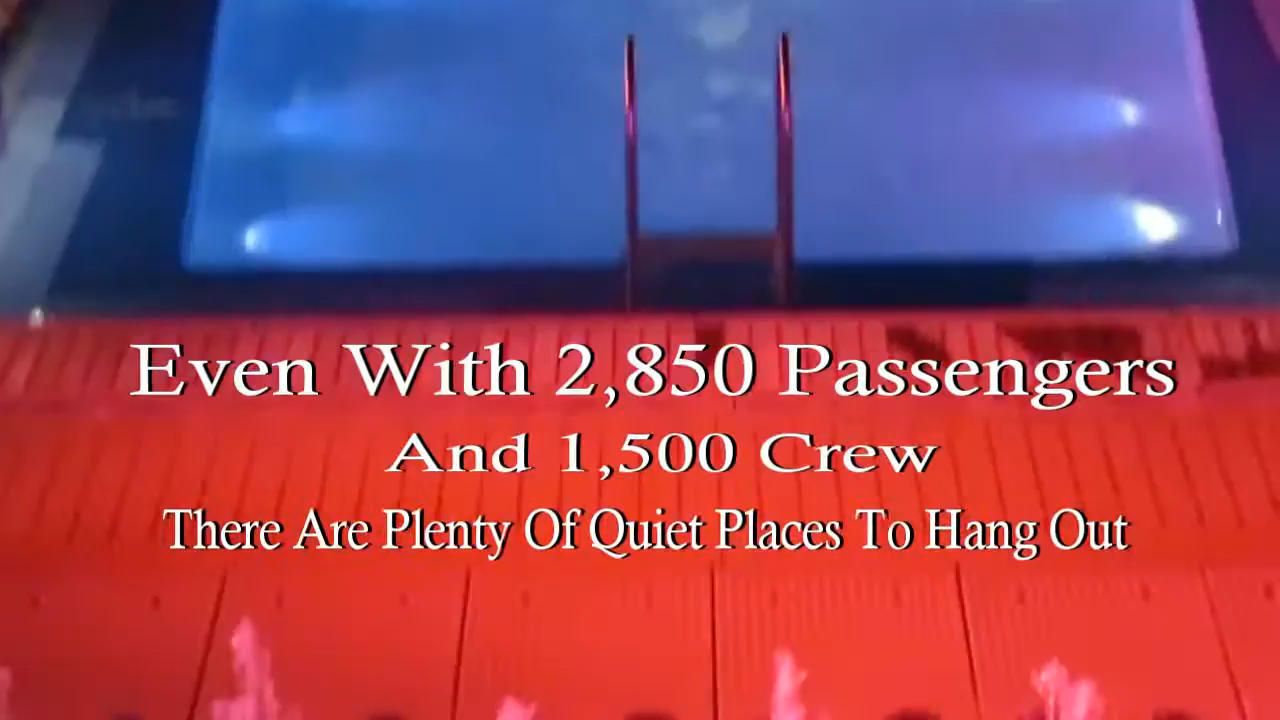 Even With 2,850 Passengers
And 1,500 Crew
There Are Plenty Of Quiet Places To Hang Out